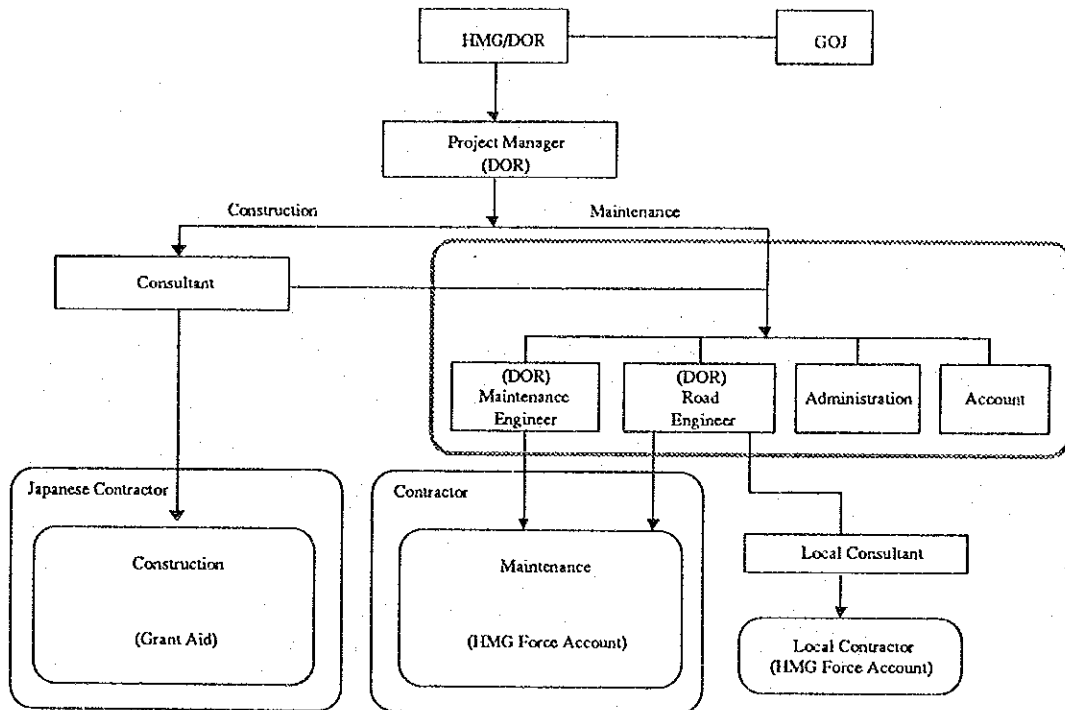 HMG/DOR
GOJ
Project Manager
(DOR)
Construction
Maintenance
Consultant
(DOR)
Maintenance
Engineer
(DOR)
Road
Engineer
Administration
Account
Japanese Contractor
Construction
(Grant Aid)
Contractor
Maintenance
(HMG Force Account)
Local Consultant
Local Contractor
(HMG Force Account)